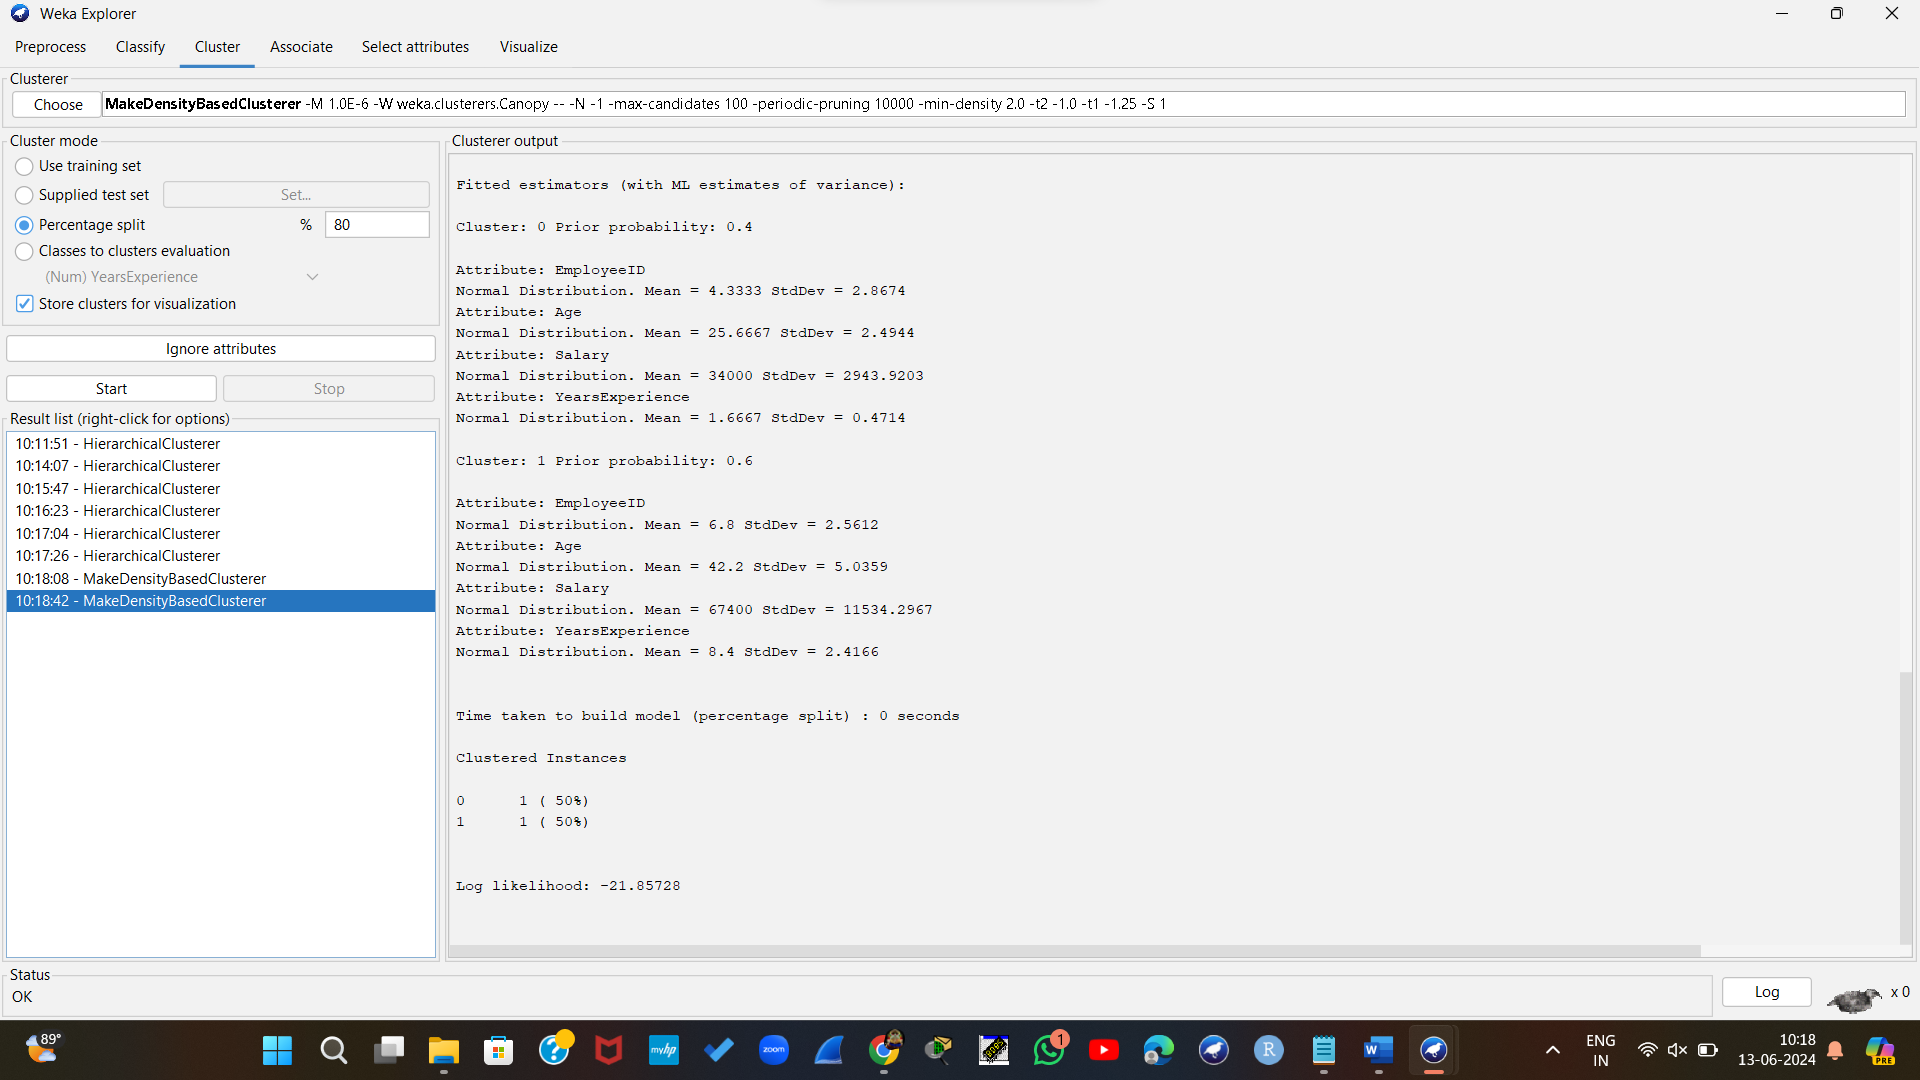 Weka Explorer
Preprocess Classify Cluster Associate Select attributes Visualize
Clusterer
Choose MakeDensityBasedClusterer -M 1.0E-6 -W weka.clusterers.Canopy -- -N -1 -max-candidates 100 -periodic-pruning 10000 -min-density 2.0 -t2 -1.0 -t1 -1.25 -S 1
Cluster mode
Use training set
Supplied test set Set...
Percentage split % 80
Classes to clusters evaluation
(Num) YearsExperience
Store clusters for visualization
Ignore attributes
Start Stop
Result list (right-click for options)
10:11:51 - HierarchicalClusterer
10:14:07 - HierarchicalClusterer
10:15:47 - HierarchicalClusterer
10:16:23 - HierarchicalClusterer
10:17:04 - HierarchicalClusterer
10:17:26 - HierarchicalClusterer
10:18:08 - MakeDensityBasedClusterer
10:18:42 - MakeDensityBasedClusterer
Clusterer output
Fitted estimators (with ML estimates of variance):
Cluster: 0 Prior probability: 0.4
Attribute: EmployeeID
Normal Distribution. Mean = 4.3333 StdDev = 2.8674
Attribute: Age
Normal Distribution. Mean = 25.6667 StdDev = 2.4944
Attribute: Salary
Normal Distribution. Mean = 34000 StdDev = 2943.9203
Attribute: YearsExperience
Normal Distribution. Mean = 1.6667 StdDev = 0.4714
Cluster: 1 Prior probability: 0.6
Attribute: EmployeeID
Normal Distribution. Mean = 6.8 StdDev = 2.5612
Attribute: Age
Normal Distribution. Mean = 42.2 StdDev = 5.0359
Attribute: Salary
Normal Distribution. Mean = 67400 StdDev = 11534.2967
Attribute: YearsExperience
Normal Distribution. Mean = 8.4 StdDev = 2.4166
Time taken to build model (percentage split) : 0 seconds
Clustered Instances
0 1 ( 50%)
1 1 ( 50%)
Log likelihood: -21.85728
Status
OK
Log x 0
89°
myhp
zoom
1
R
W
ENG
IN
10:18
13-06-2024
PRE